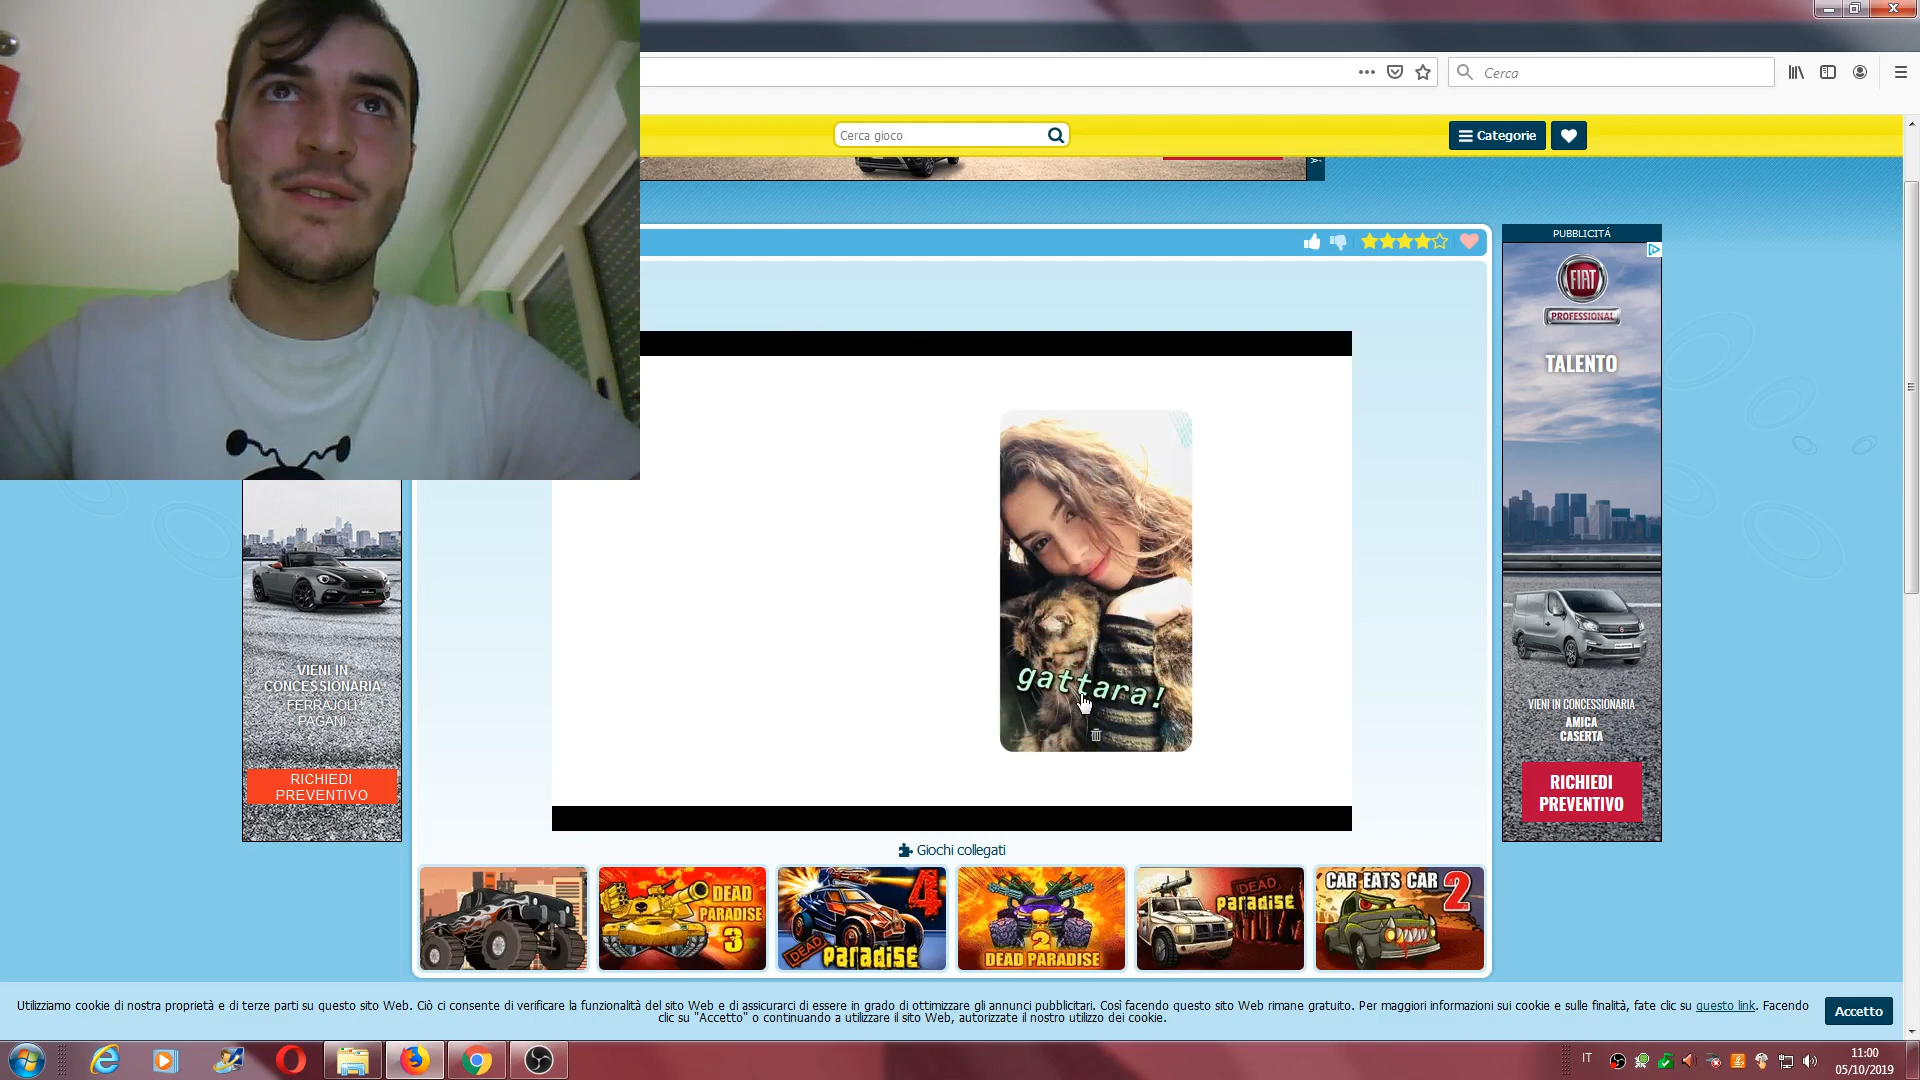 Cerca
Cerca gioco
Categorie
PUBBLICITÁ
FIAT
PROFESSIONAL
TALENTO
gattara!
VIENI IN
CONCESSIONARIA
FERRAJOLI
PAGANI
RICHIEDI
PREVENTIVO
VIENI IN CONCESSIONARIA
AMICA
CASERTA
RICHIEDI
PREVENTIVO
Giochi collegati
DEAD
PARADISE
3
4
DEAD
PARADISE
2
DEAD PARADISE
DEAD
PARADISE
CAR EATS CAR 2
Utilizziamo cookie di nostra proprietà e di terze parti su questo sito Web. Ciò ci consente di verificare la funzionalità del sito Web e di assicurarci di essere in grado di ottimizzare gli annunci pubblicitari. Così facendo questo sito Web rimane gratuito. Per maggiori informazioni sui cookie e sulle finalità, fate clic su questo link. Facendo
clic su "Accetto" o continuando a utilizzare il sito Web, autorizzate il nostro utilizzo dei cookie.
Accetto
IT
11:00
05/10/2019